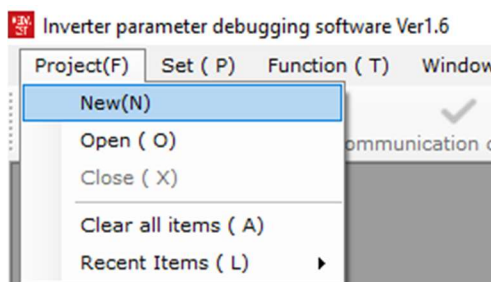 Inverter parameter debugging software Ver1.6
Project(F) Set ( P) Function ( T) Window
New(N)
Open ( O)
ommunication
Close ( X)
Clear all items ( A)
Recent Items ( L)